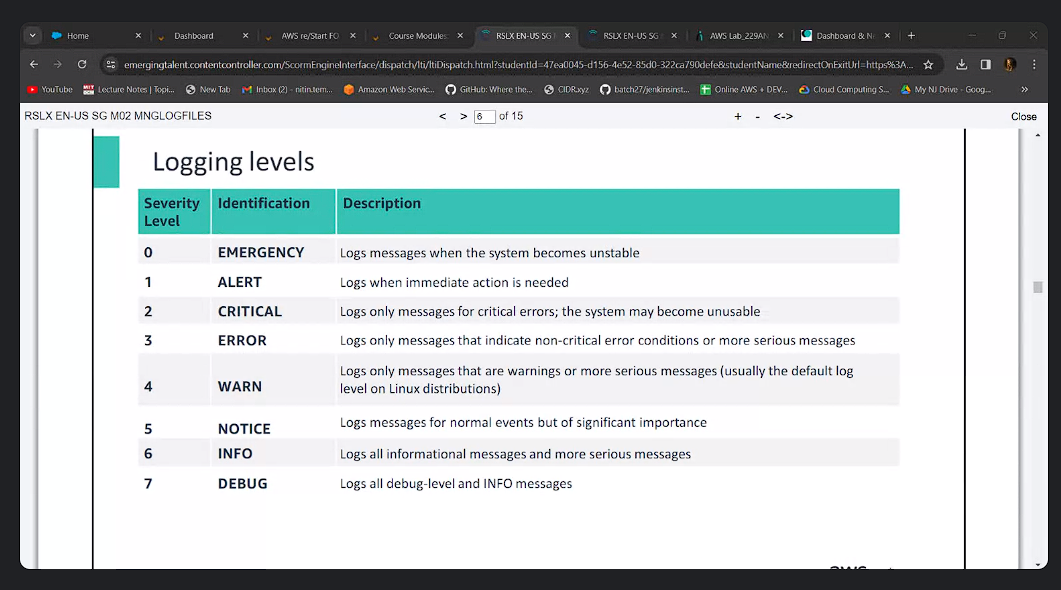 Home
Dashboard
AWS re/Start FO
Course Modules:
RSLX EN-US SG
RSLX EN-US SG
AWS Lab_229AN
Dashboard & N
emergingtalent.contentcontroller.com/ScormEngineInterface/dispatch/lti/ltiDispatch.html?studentId=47ea0045-d156-4e52-85d0-322ca790defe&studentName&redirectOnExitUrl=https%3A...
YouTube
Lecture Notes | Topi...
New Tab
Inbox (2) - nitin.tem...
Amazon Web Servic...
GitHub: Where the...
CIDR.xyz
batch27/jenkinsinst...
Online AWS + DEV...
Cloud Computing S...
My NJ Drive - Goog...
RSLX EN-US SG M02 MNGLOGFILES
< > 6 of 15
+ - <->
Close
Logging levels
Severity Level Identification Description
0 EMERGENCY Logs messages when the system becomes unstable
1 ALERT Logs when immediate action is needed
2 CRITICAL Logs only messages for critical errors; the system may become unusable
3 ERROR Logs only messages that indicate non-critical error conditions or more serious messages
4 WARN Logs only messages that are warnings or more serious messages (usually the default log
level on Linux distributions)
5 NOTICE Logs messages for normal events but of significant importance
6 INFO Logs all informational messages and more serious messages
7 DEBUG Logs all debug-level and INFO messages